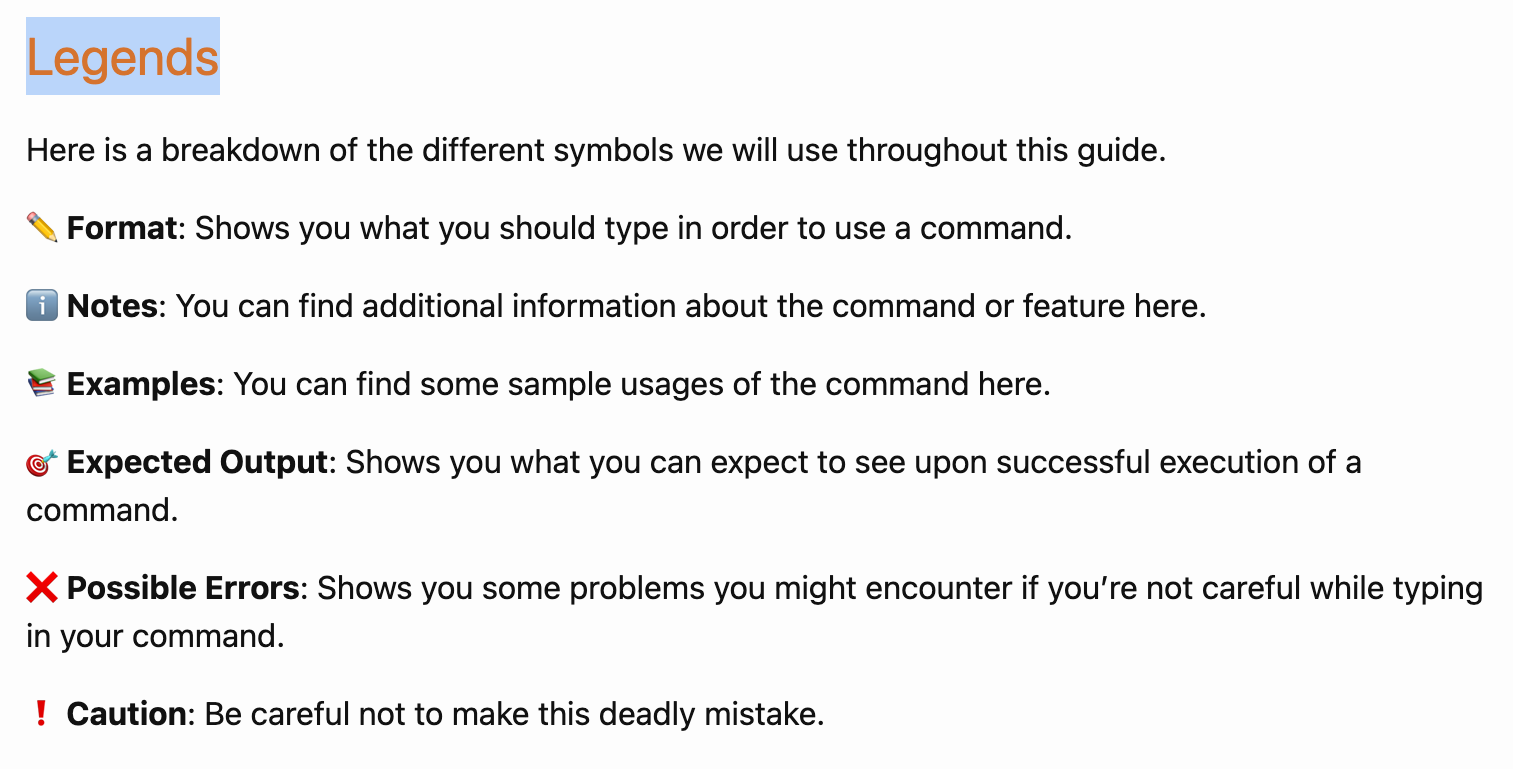 Legends
Here is a breakdown of the different symbols we will use throughout this guide.
✏️ Format: Shows you what you should type in order to use a command.
ℹ️ Notes: You can find additional information about the command or feature here.
📚 Examples: You can find some sample usages of the command here.
🎯 Expected Output: Shows you what you can expect to see upon successful execution of a
command.
❌ Possible Errors: Shows you some problems you might encounter if you’re not careful while typing
in your command.
❗ Caution: Be careful not to make this deadly mistake.